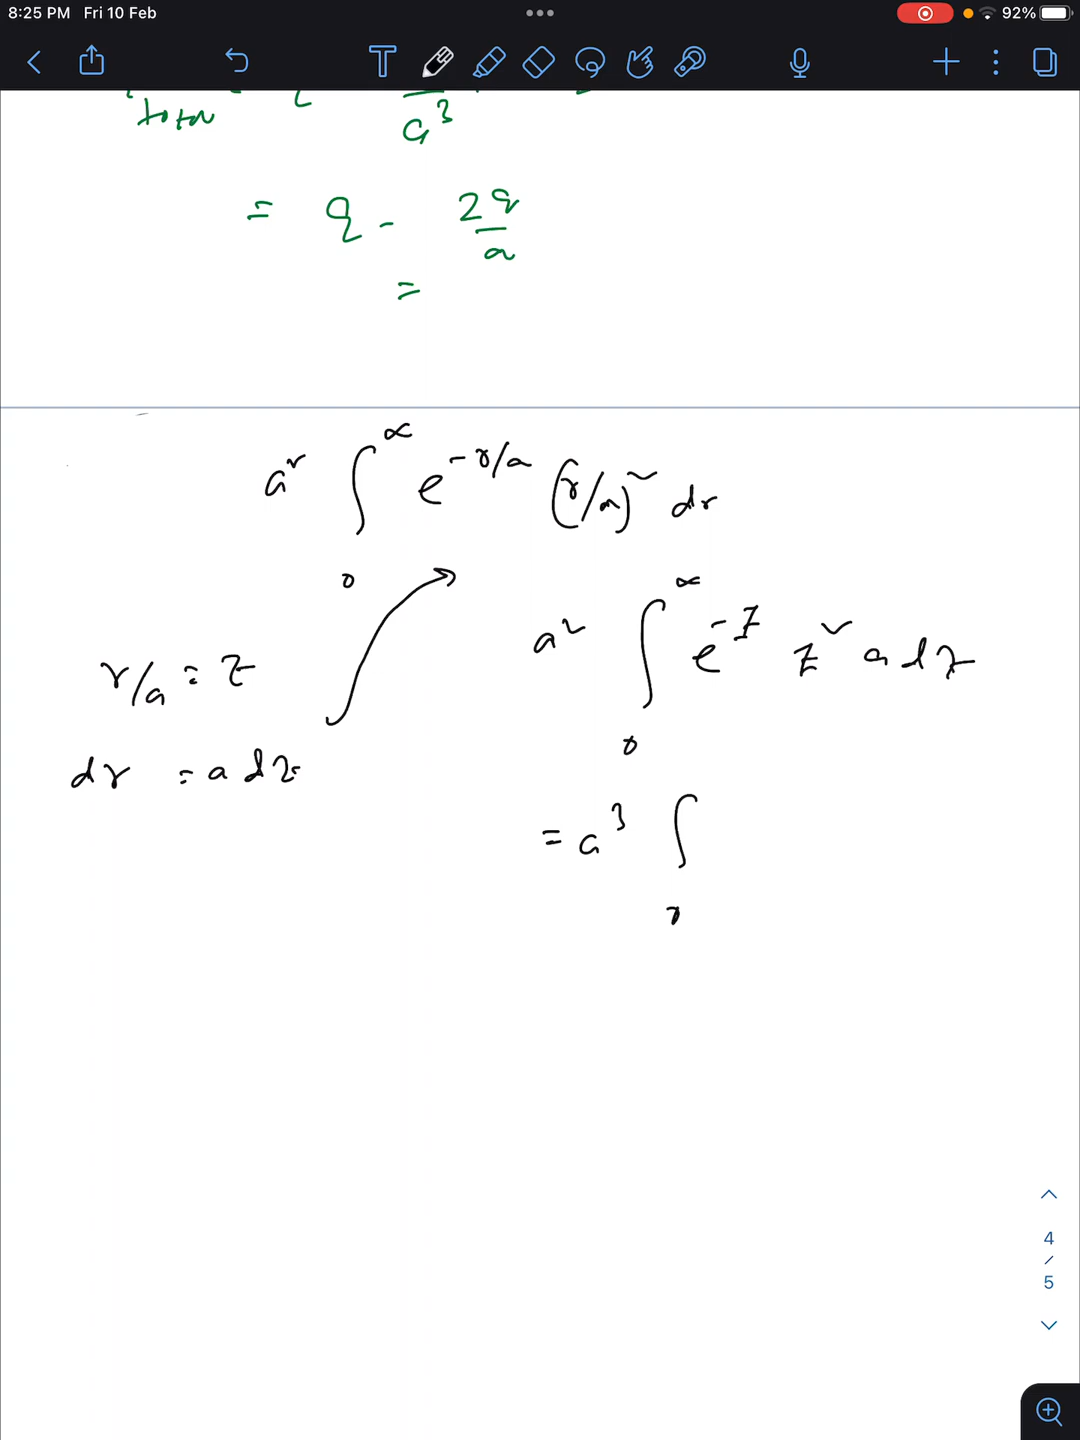 8:25 PM Fri 10 Feb 92%
T
total
a³
= q - 2q/a
=
a² ∫₀^∞ e^(-r/a) (r/a)² dr
r/a = z
a² ∫₀^∞ e^(-z) z² a dz
dr = a dz
= a³ ∫₀
4
/
5